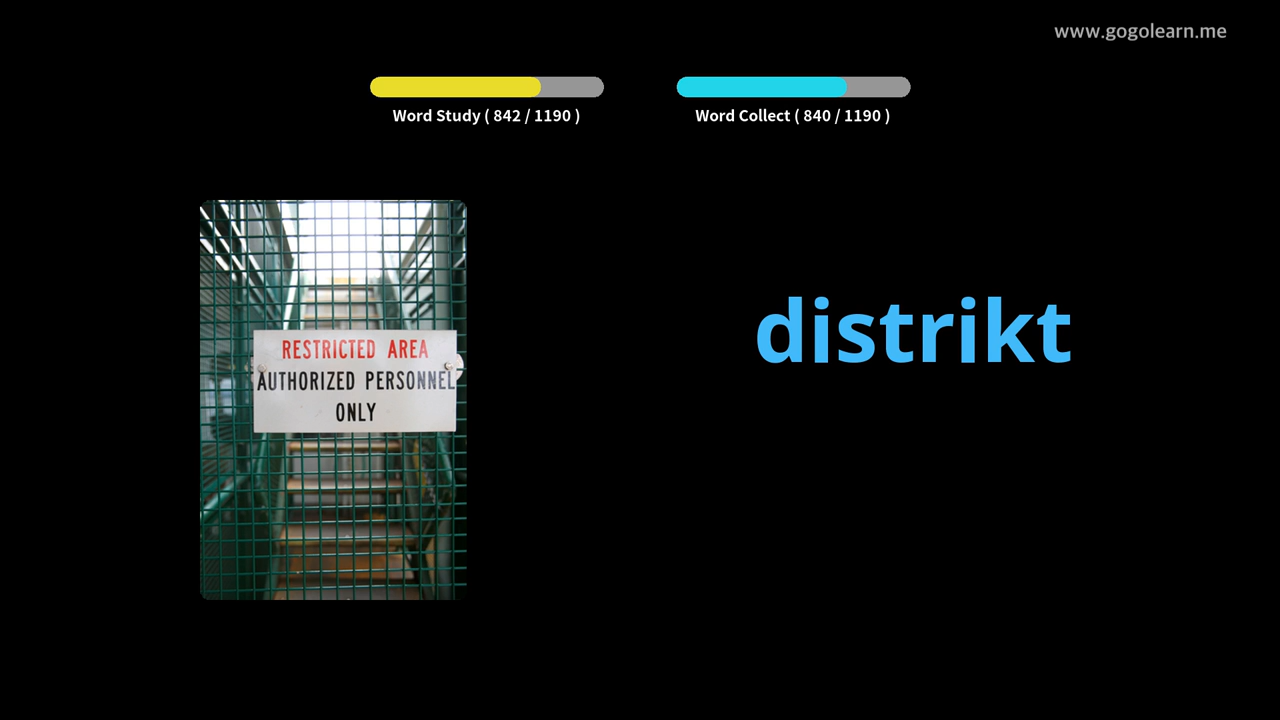 www.gogolearn.me
Word Study ( 842 / 1190 )
Word Collect ( 840 / 1190 )
RESTRICTED AREA
AUTHORIZED PERSONNEL
ONLY
distrikt